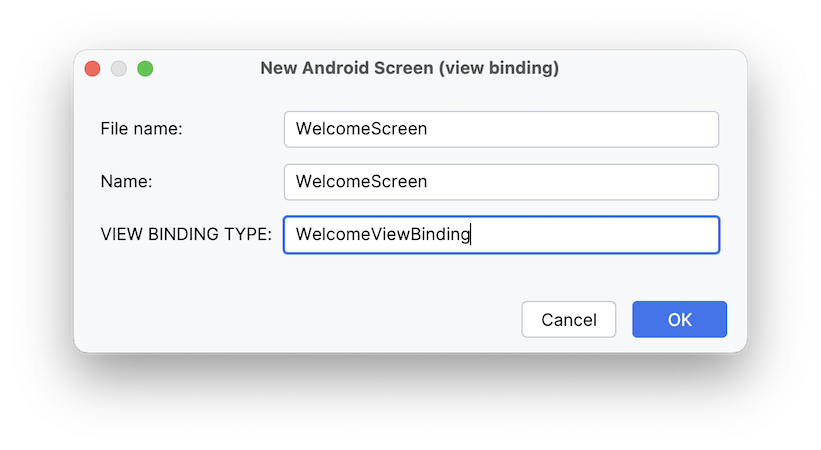 New Android Screen (view binding)
File name: WelcomeScreen
Name: WelcomeScreen
VIEW BINDING TYPE: WelcomeViewBinding
Cancel OK